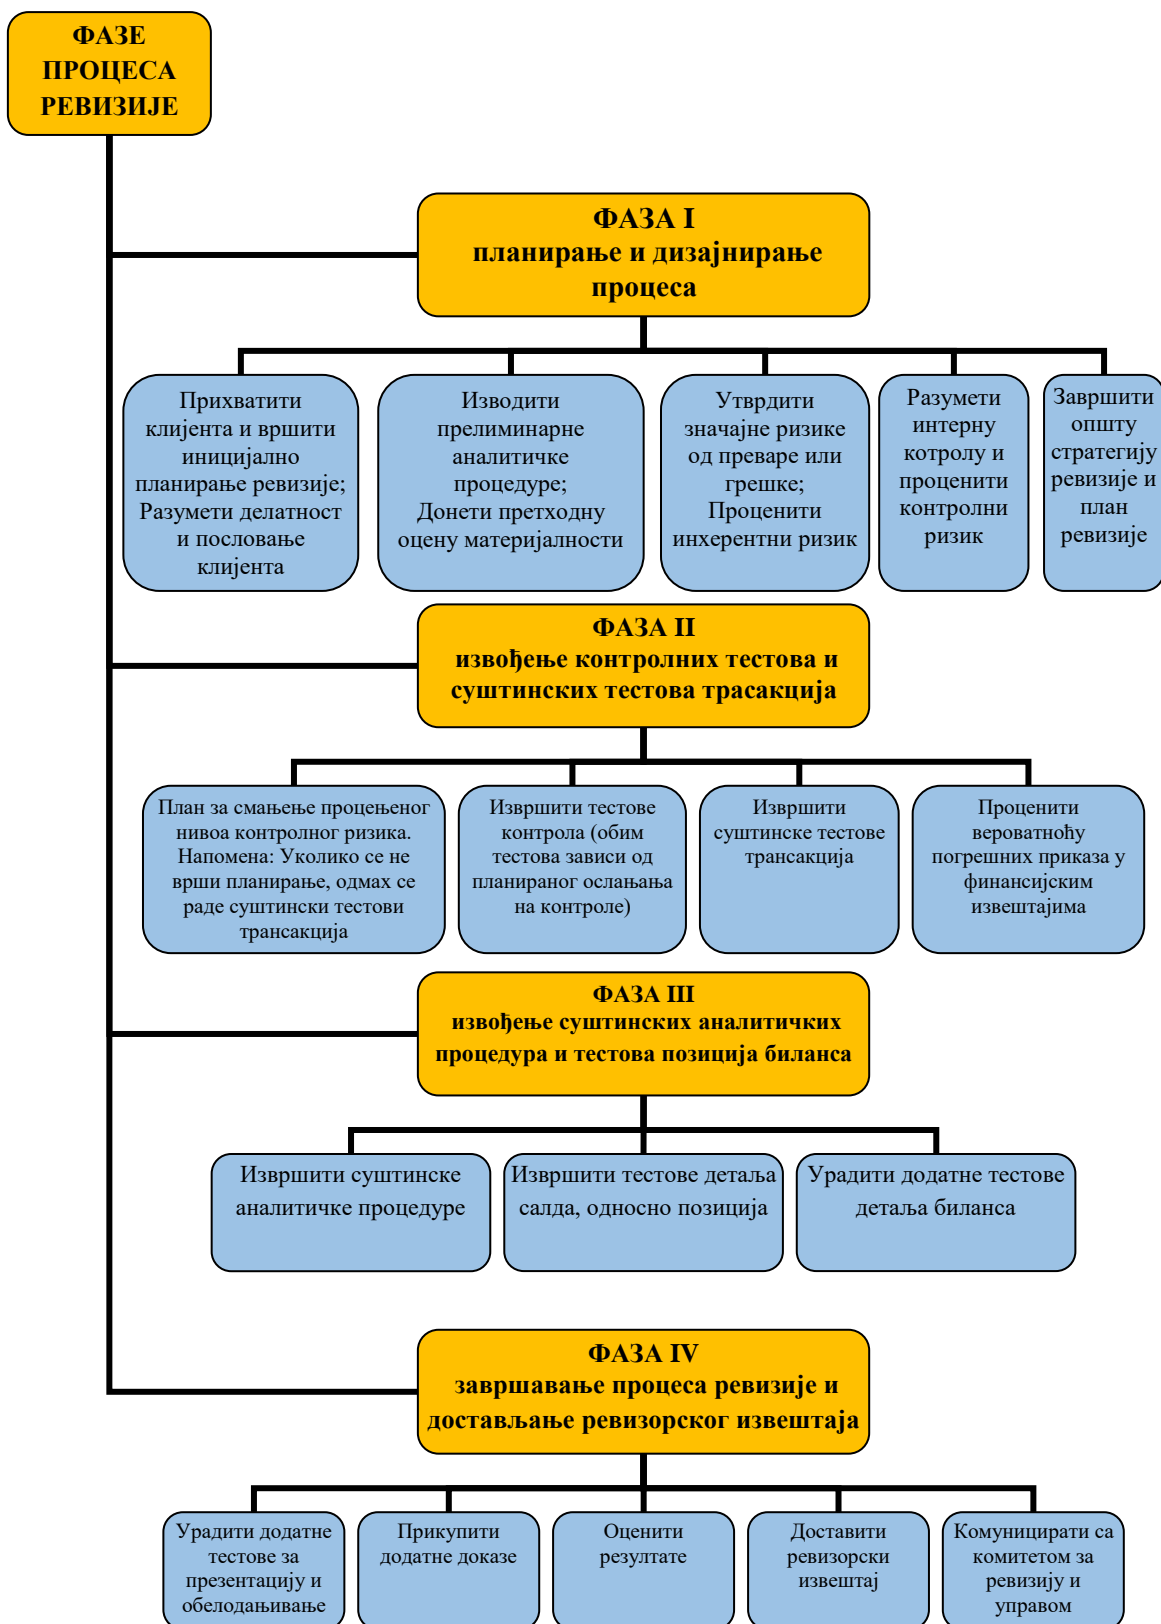 ФАЗЕ
ПРОЦЕСА
РЕВИЗИЈЕ
ФАЗА I
планирање и дизајнирање
процеса
Прихватити
клијента и вршити
иницијално
планирање ревизије;
Разумети делатност
и пословање
клијента
Изводити
прелиминарне
аналитичке
процедуре;
Донети претходну
оцену материјалности
Утврдити
значајне ризике
од преваре или
грешке;
Проценити
инхерентни ризик
Разумети
интерну
котролу и
проценити
контролни
ризик
Завршити
општу
стратегију
ревизије и
план
ревизије
ФАЗА II
извођење контролних тестова и
суштинских тестова трасакција
План за смањење процењеног
нивоа контролног ризика.
Напомена: Уколико се не
врши планирање, одмах се
раде суштински тестови
трансакција
Извршити тестове
контрола (обим
тестова зависи од
планираног ослањања
на контроле)
Извршити
суштинске тестове
трансакција
Проценити
вероватноћу
погрешних приказа у
финансијским
извештајима
ФАЗА III
извођење суштинских аналитичких
процедура и тестова позиција биланса
Извршити суштинске
аналитичке процедуре
Извршити тестове детаља
салда, односно позиција
Урадити додатне тестове
детаља биланса
ФАЗА IV
завршавање процеса ревизије и
достављање ревизорског извештаја
Урадити додатне
тестове за
презентацију и
обелодањивање
Прикупити
додатне доказе
Оценити
резултате
Доставити
ревизорски
извештај
Комуницирати са
комитетом за
ревизију и
управом